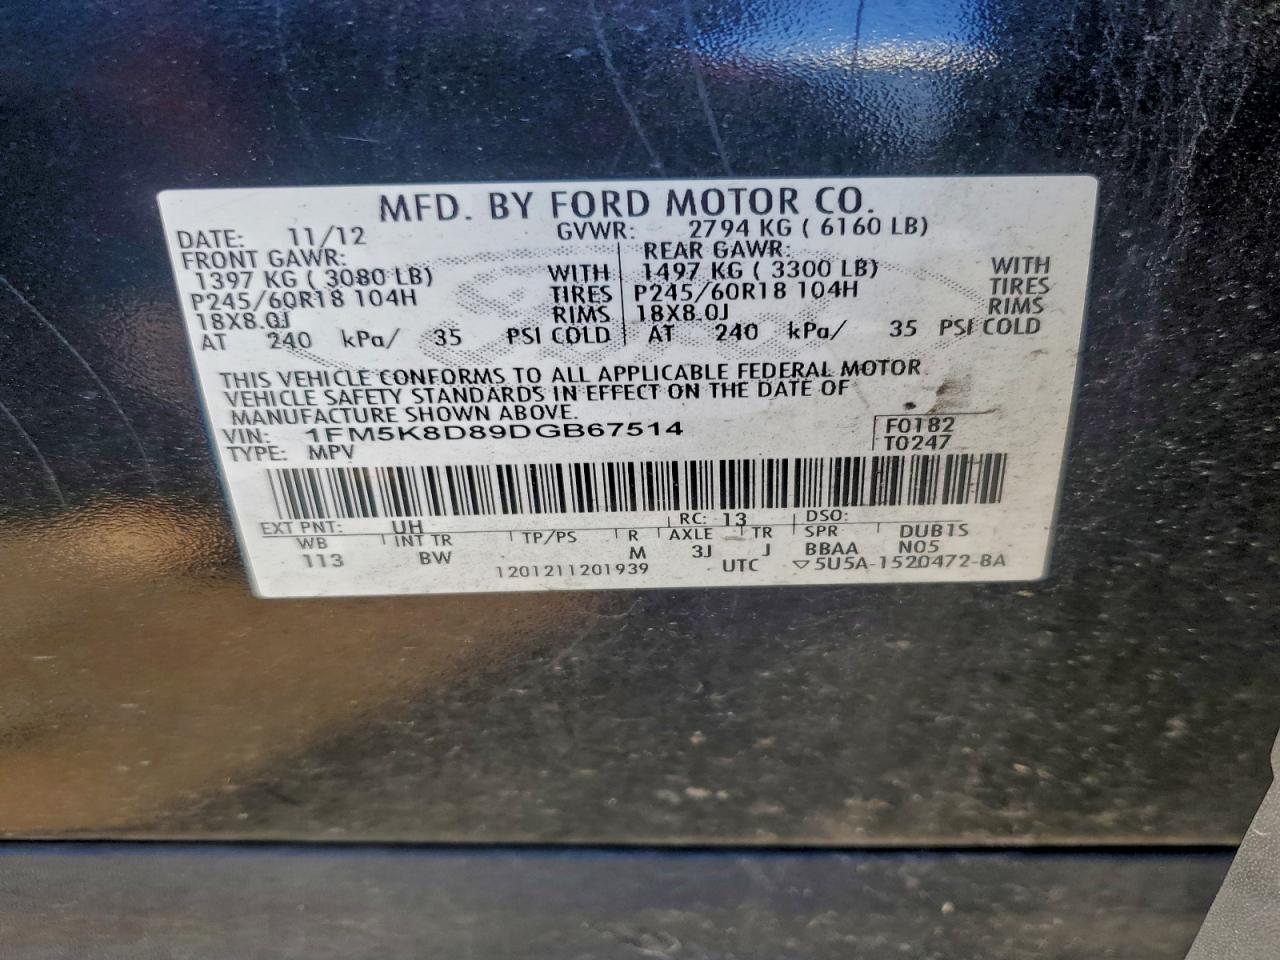 MFD. BY FORD MOTOR CO.
DATE: 11/12 GVWR: 2794 KG ( 6160 LB)
FRONT GAWR: REAR GAWR:
1397 KG ( 3080 LB) WITH 1497 KG ( 3300 LB) WITH
P245/60R18 104H TIRES P245/60R18 104H TIRES
18X8.0J RIMS 18X8.0J RIMS
AT 240 kPa/ 35 PSI COLD AT 240 kPa/ 35 PSI COLD
THIS VEHICLE CONFORMS TO ALL APPLICABLE FEDERAL MOTOR
VEHICLE SAFETY STANDARDS IN EFFECT ON THE DATE OF
MANUFACTURE SHOWN ABOVE.
VIN: 1FM5K8D89DGB67514 F0182
TYPE: MPV T0247
EXT PNT: UH RC: 13 DSO:
WB INT TR TP/PS R AXLE TR SPR DUB1S
113 BW M 3J J BBAA N05
1201211201939 UTC ▽5U5A-1520472-BA